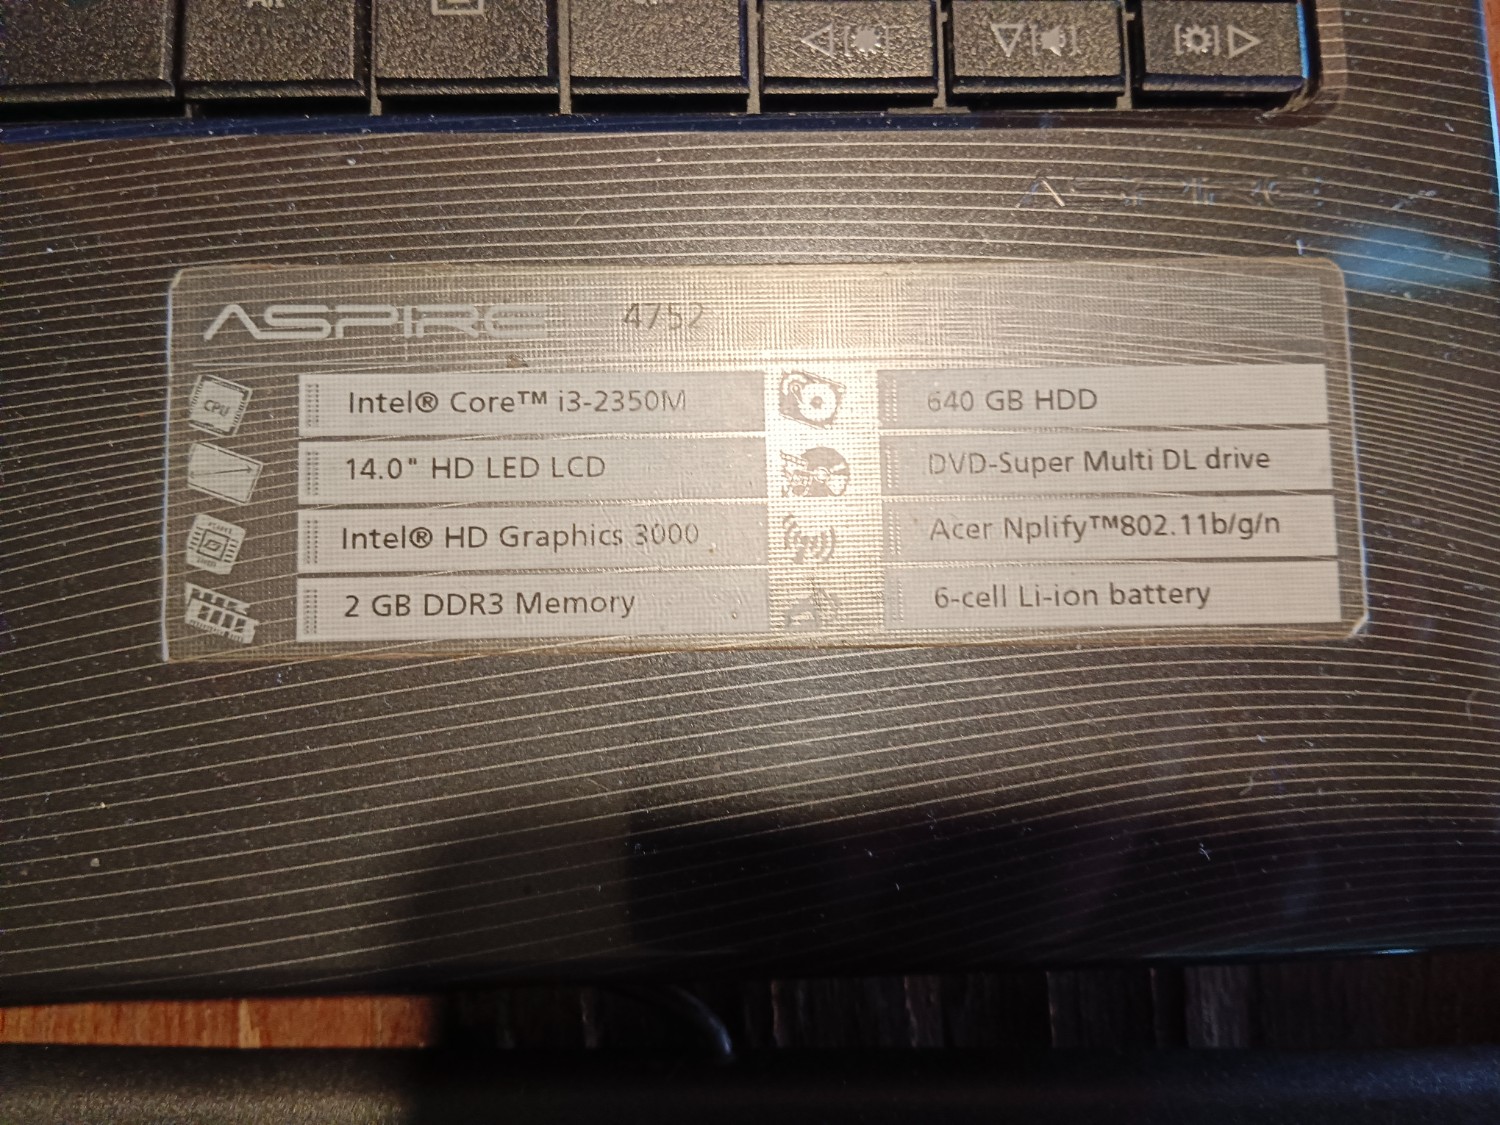 ASPIRE 4752
CPU
Intel® Core™ i3-2350M
640 GB HDD
14.0" HD LED LCD
DVD-Super Multi DL drive
Intel® HD Graphics 3000
Acer Nplify™802.11b/g/n
2 GB DDR3 Memory
6-cell Li-ion battery